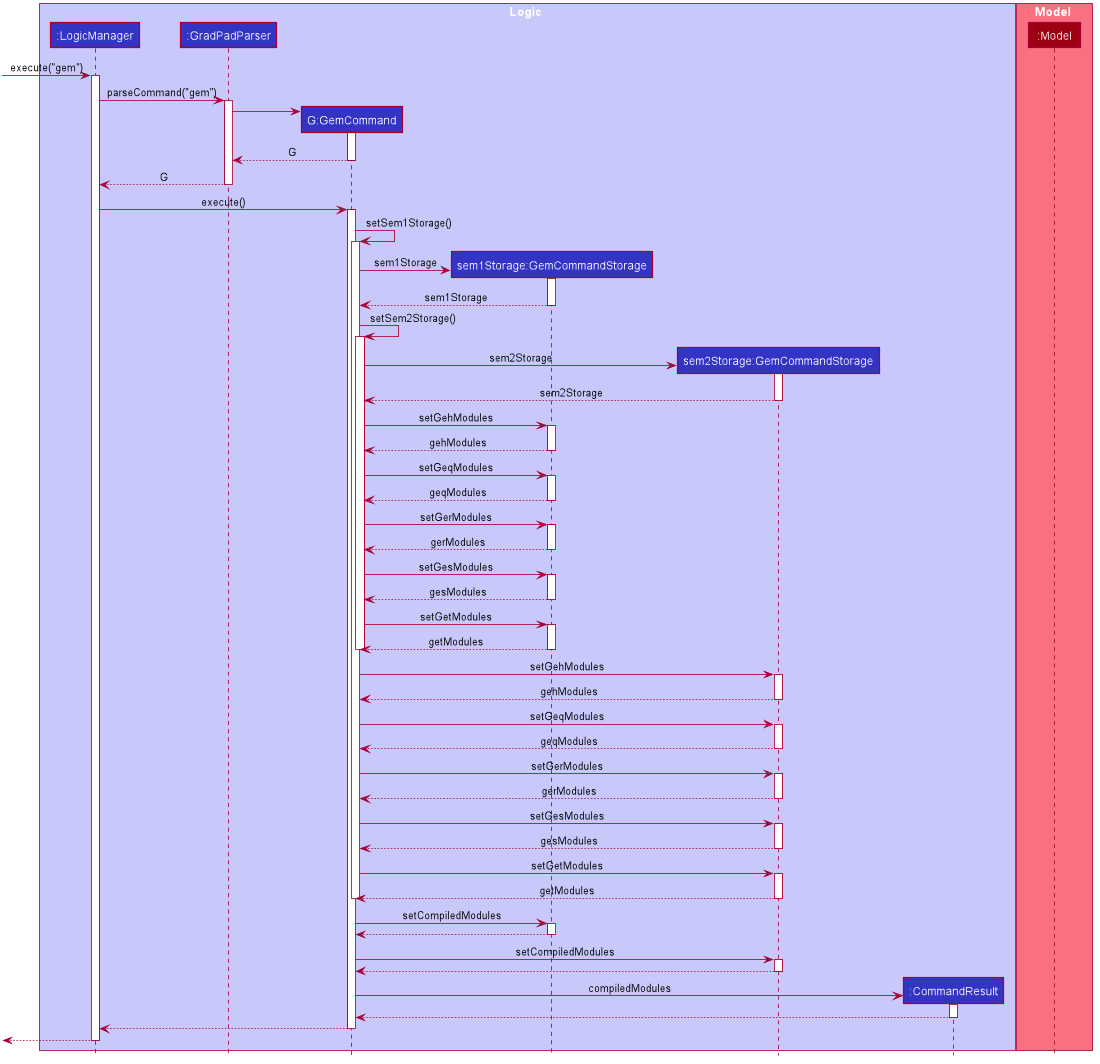 Logic
Model
:LogicManager
:GradPadParser
:Model
execute("gem")
parseCommand("gem")
G:GemCommand
G
G
execute()
setSem1Storage()
sem1Storage
sem1Storage:GemCommandStorage
sem1Storage
setSem2Storage()
sem2Storage
sem2Storage:GemCommandStorage
sem2Storage
setGehModules
gehModules
setGeqModules
geqModules
setGerModules
gerModules
setGesModules
gesModules
setGetModules
getModules
setGehModules
gehModules
setGeqModules
geqModules
setGerModules
gerModules
setGesModules
gesModules
setGetModules
getModules
setCompiledModules
setCompiledModules
compiledModules
:CommandResult